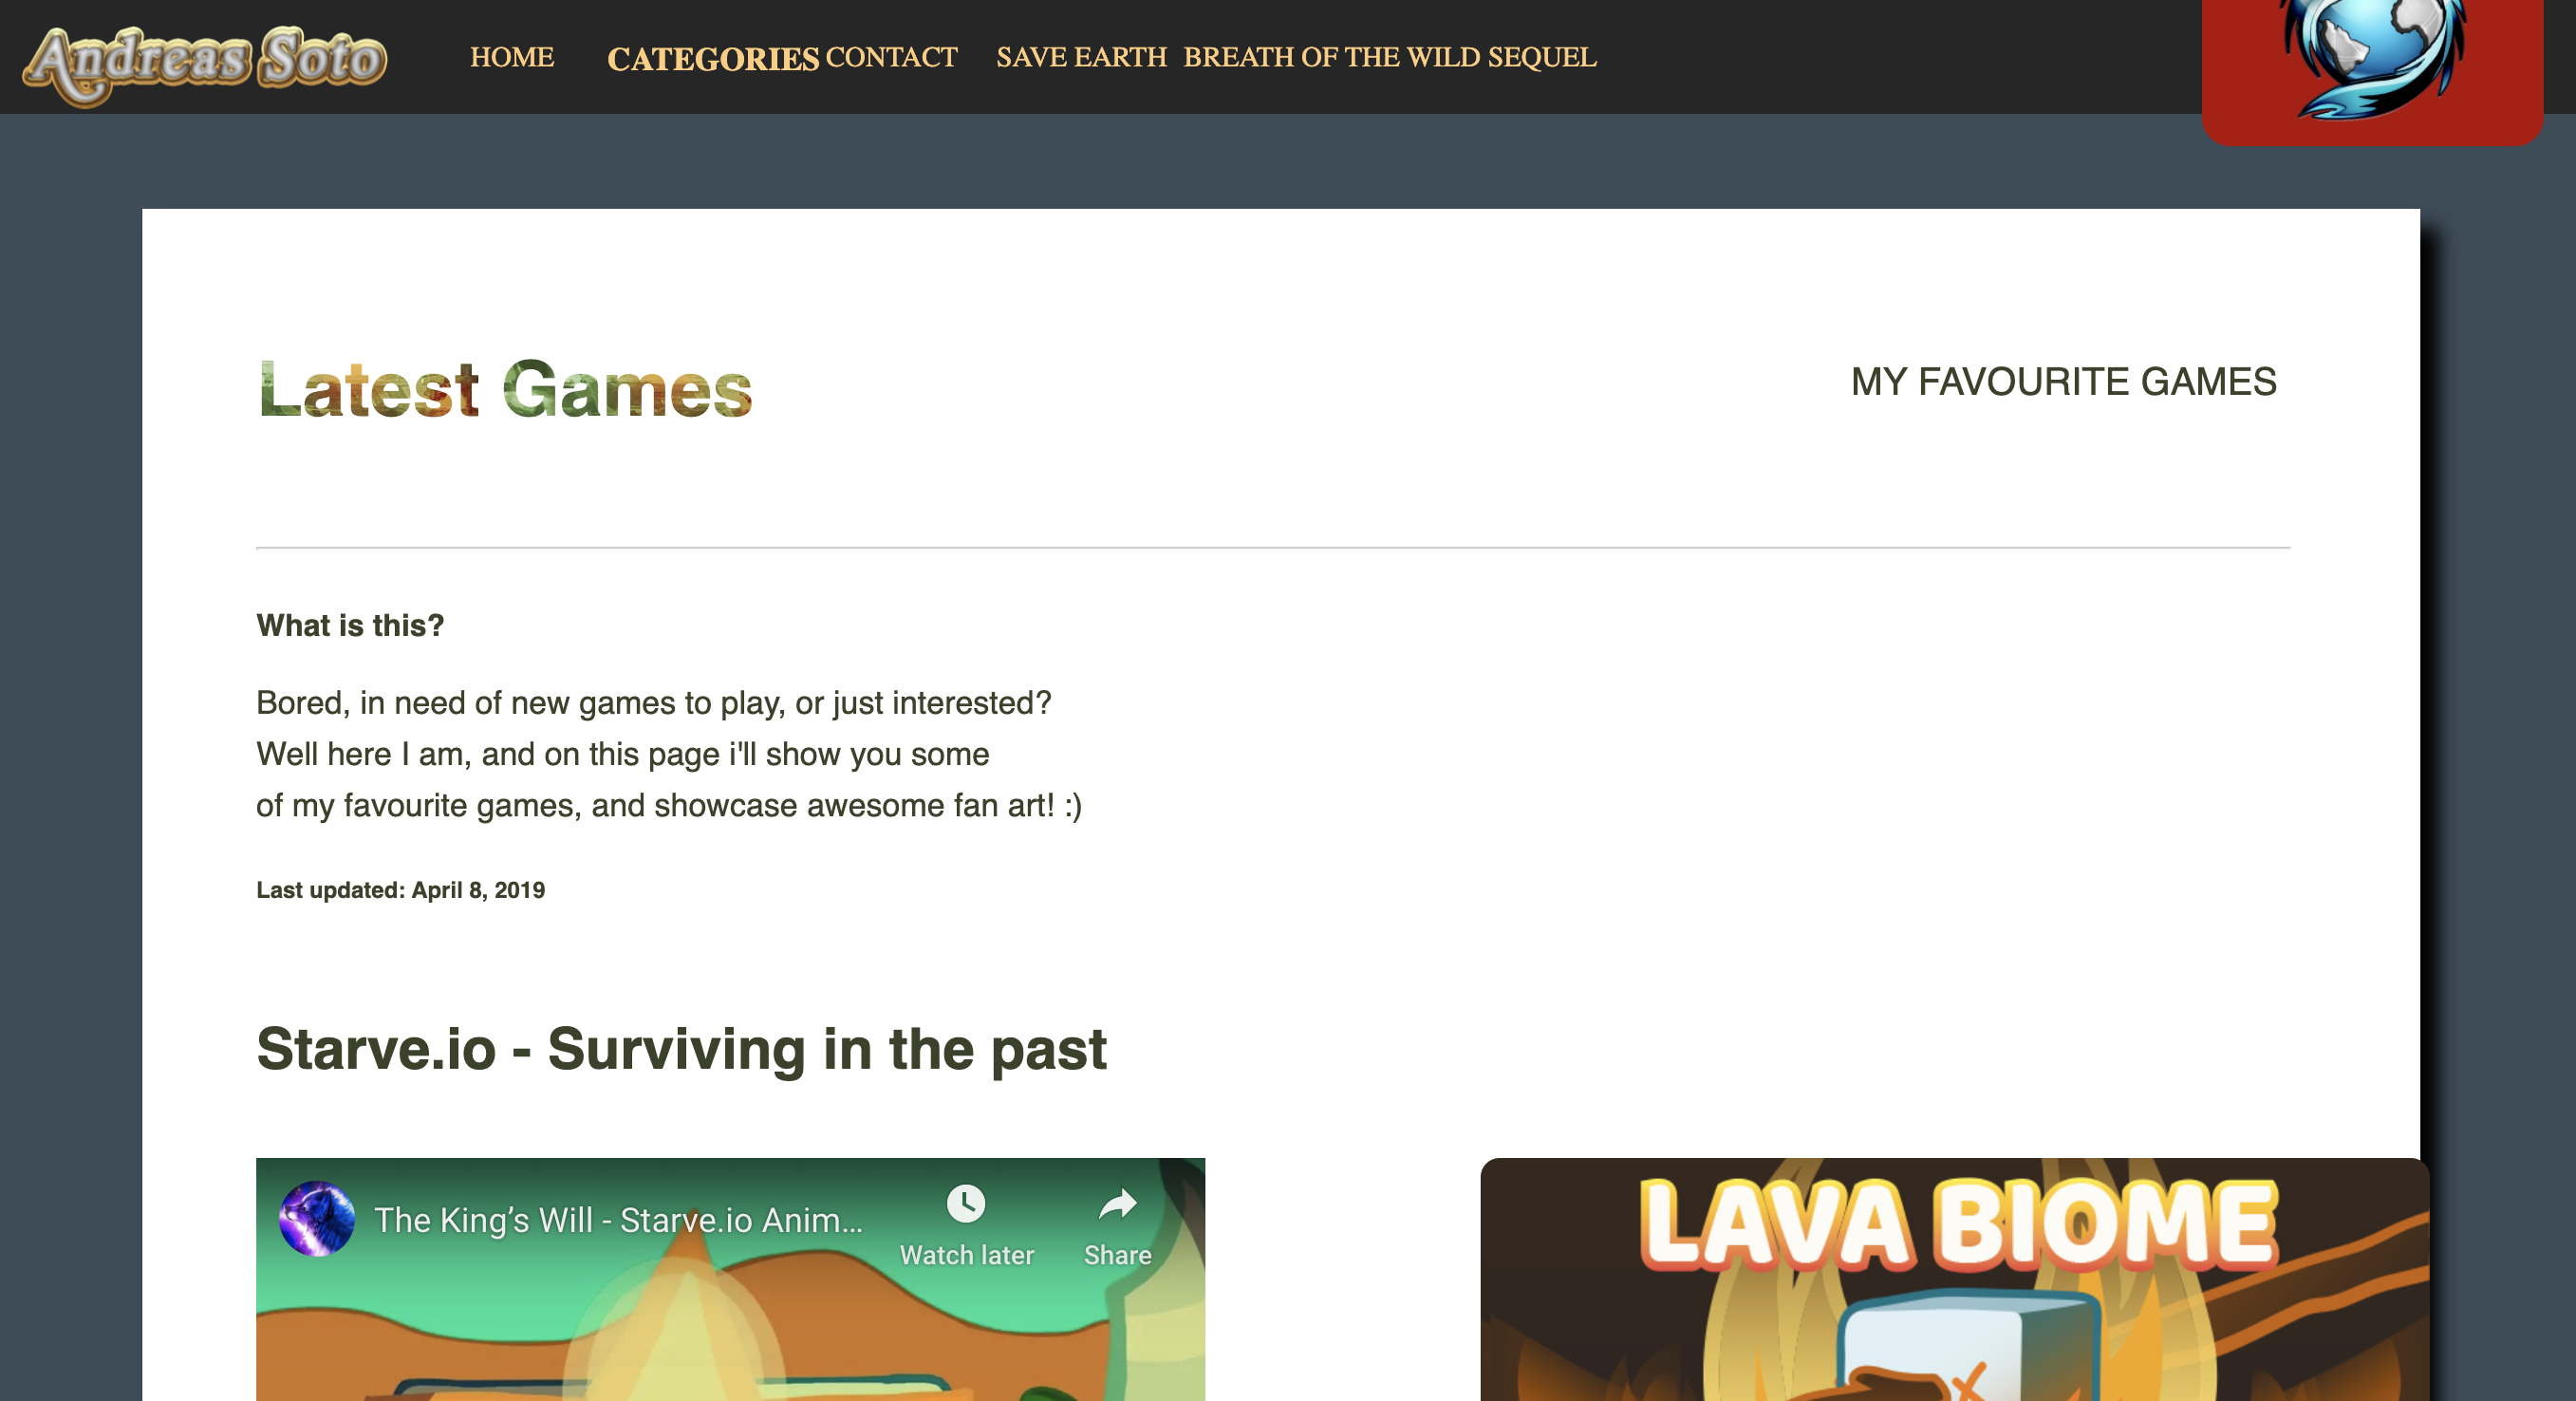 Andreas Soto
HOME CATEGORIES CONTACT SAVE EARTH BREATH OF THE WILD SEQUEL
Latest Games
MY FAVOURITE GAMES
What is this?
Bored, in need of new games to play, or just interested?
Well here I am, and on this page i'll show you some
of my favourite games, and showcase awesome fan art! :)
Last updated: April 8, 2019
Starve.io - Surviving in the past
The King’s Will - Starve.io Anim...
Watch later
Share
LAVA BIOME